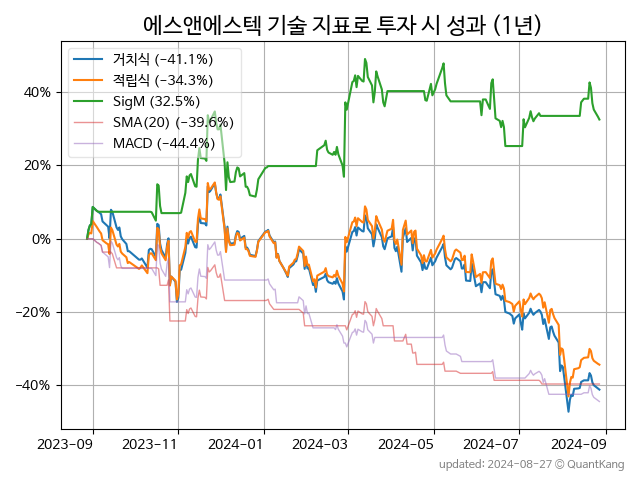 에스앤에스텍 기술 지표로 투자 시 성과 (1년)
거치식 (−41.1%)
적립식 (−34.3%)
SigM (32.5%)
SMA(20) (−39.6%)
MACD (−44.4%)
40%
20%
0%
−20%
−40%
2023-09 2023-11 2024-01 2024-03 2024-05 2024-07 2024-09
updated: 2024-08-27 © QuantKang